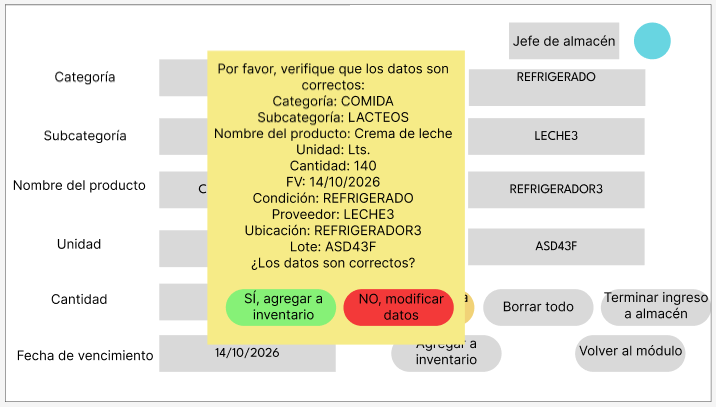 Jefe de almacén
Categoría
REFRIGERADO
Subcategoría
LECHE3
Nombre del producto
C
REFRIGERADOR3
Unidad
ASD43F
Cantidad
Fecha de vencimiento
14/10/2026
Por favor, verifique que los datos son
correctos:
Categoría: COMIDA
Subcategoría: LACTEOS
Nombre del producto: Crema de leche
Unidad: Lts.
Cantidad: 140
FV: 14/10/2026
Condición: REFRIGERADO
Proveedor: LECHE3
Ubicación: REFRIGERADOR3
Lote: ASD43F
¿Los datos son correctos?
SÍ, agregar a
inventario
NO, modificar
datos
a
Borrar todo
Terminar ingreso
a almacén
Agregar a
inventario
Volver al módulo